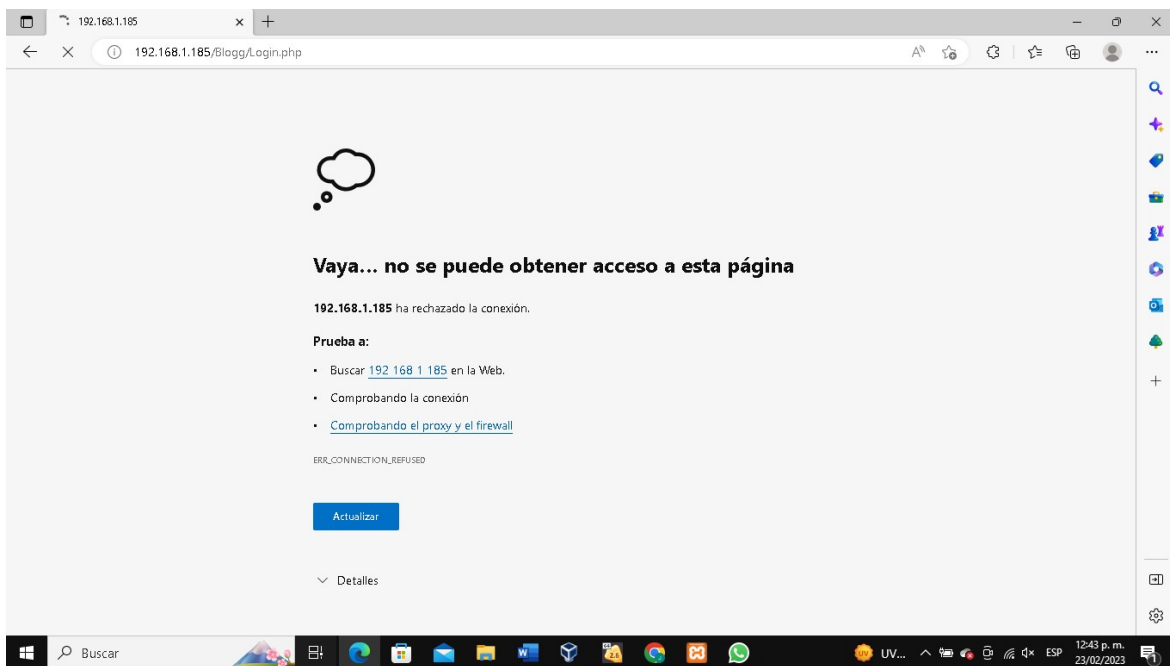 192.168.1.185
192.168.1.185/Blogg/Login.php
Vaya... no se puede obtener acceso a esta página
192.168.1.185 ha rechazado la conexión.
Prueba a:
• Buscar 192 168 1 185 en la Web.
• Comprobando la conexión
• Comprobando el proxy y el firewall
ERR_CONNECTION_REFUSED
Actualizar
Detalles
Buscar
UV...
ESP
12:43 p. m.
23/02/2023